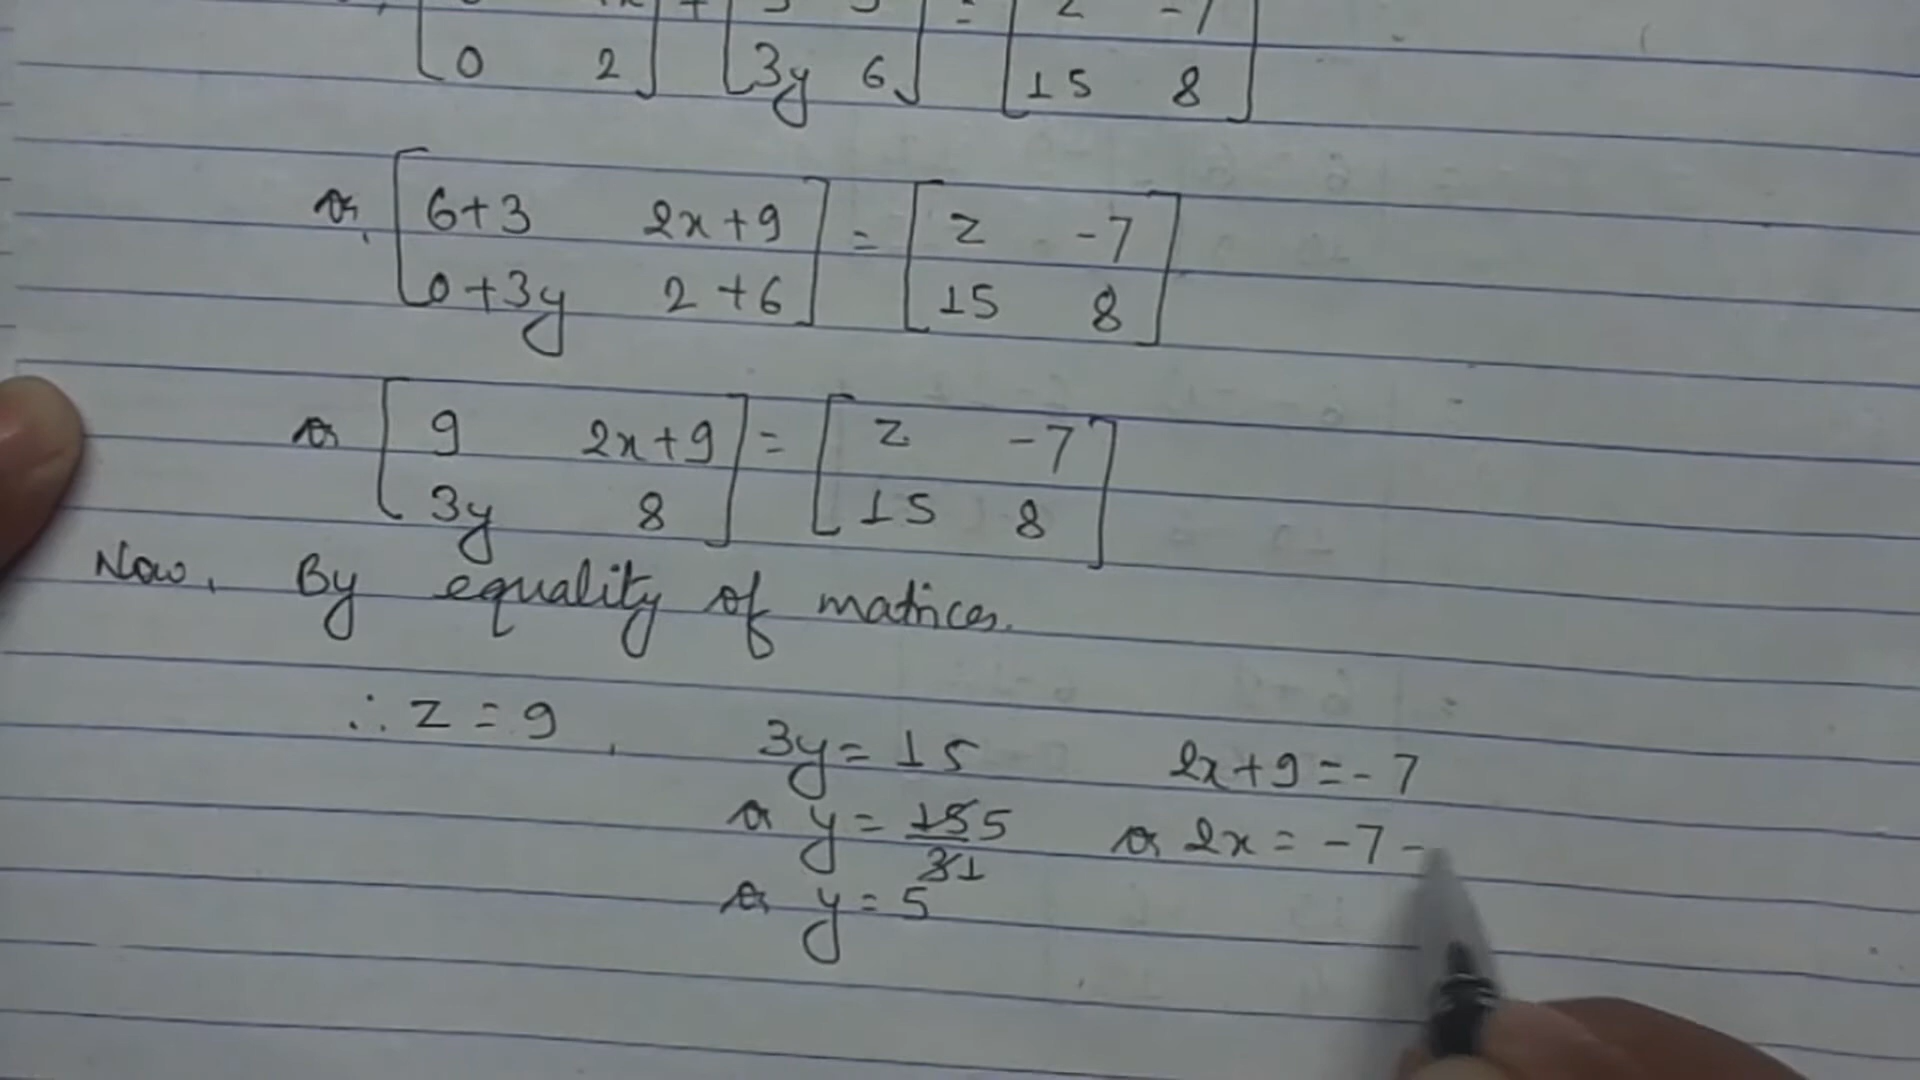 0 2 3y 6 15 8
or, 6+3 2x+9 = z -7
0+3y 2+6 15 8
or 9 2x+9 = z -7
3y 8 15 8
Now, By equality of matrices.
∴ z = 9, 3y = 15 2x+9 = -7
or y = 15 5 or 2x = -7 -
3 1
or y = 5